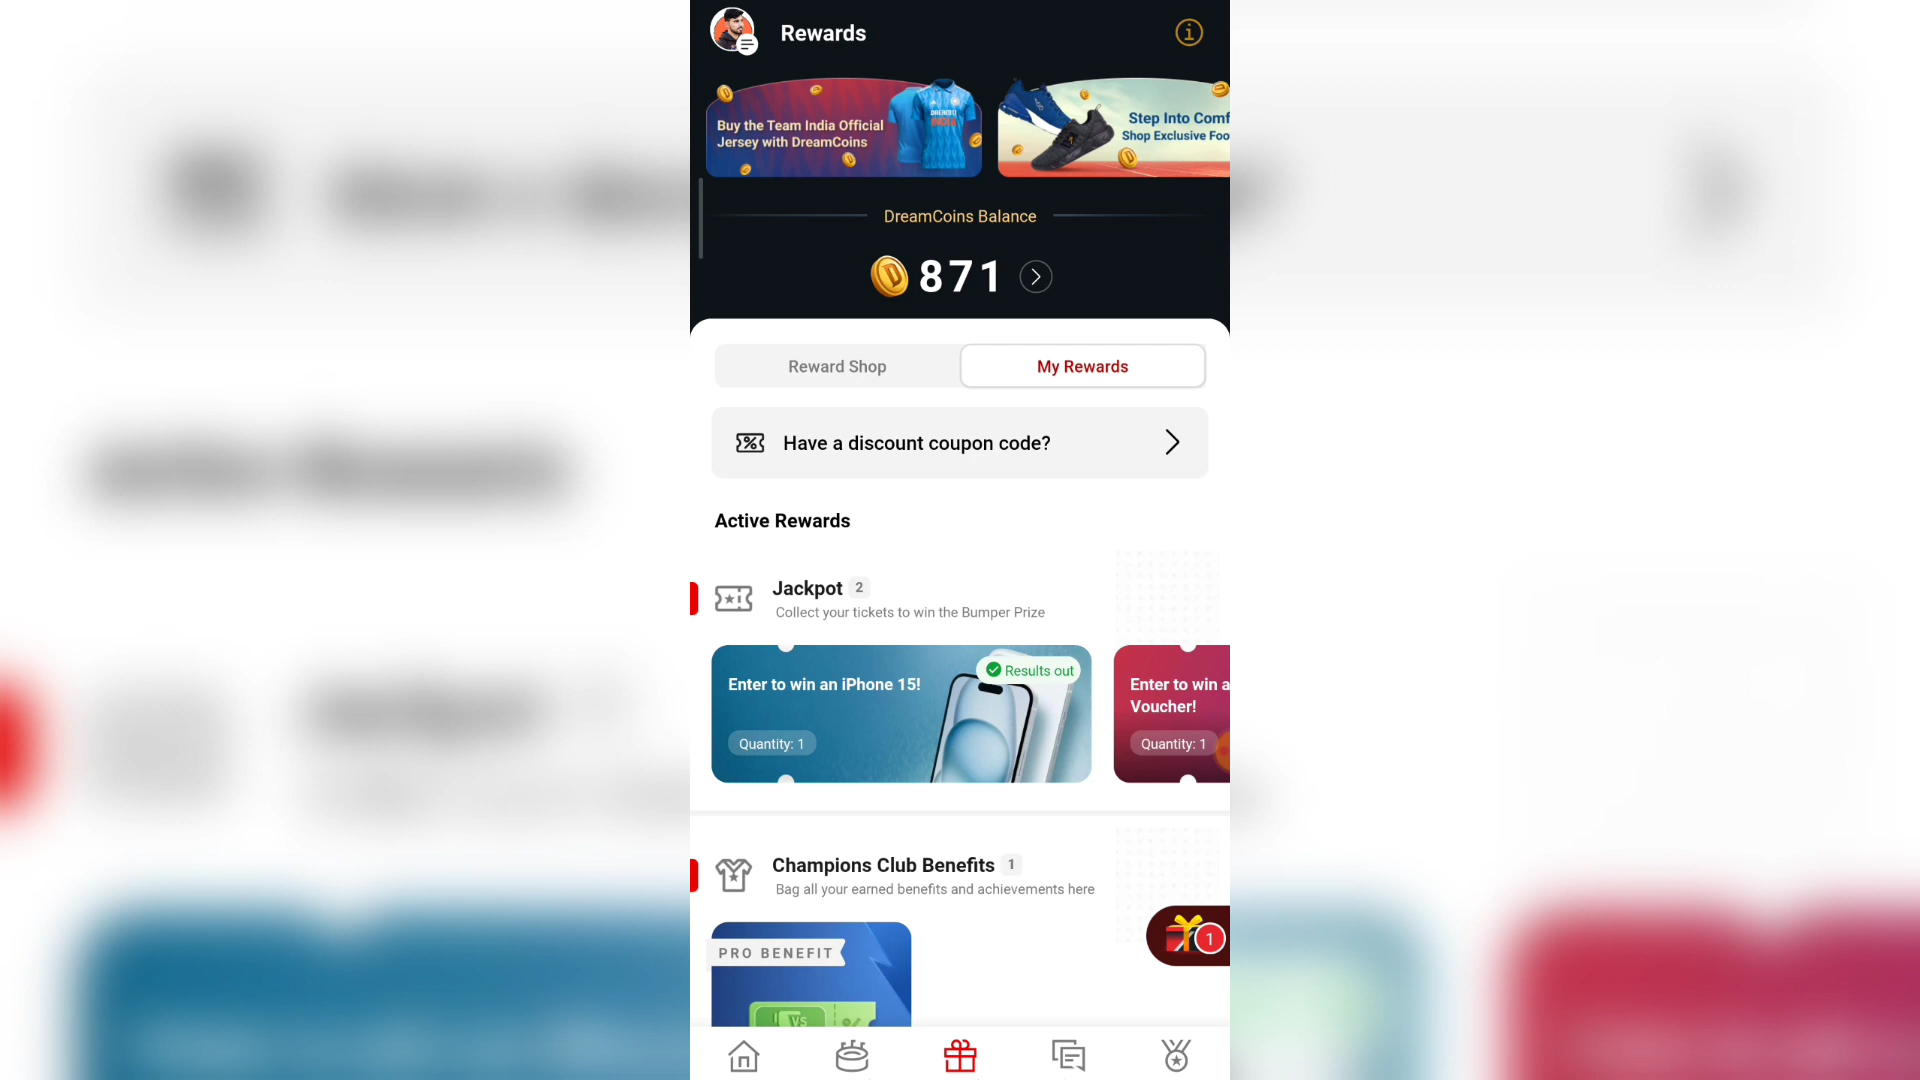 Rewards
Buy the Team India Official
Jersey with DreamCoins
DREAM11
INDIA
Step Into Comf
Shop Exclusive Foo
DreamCoins Balance
871
Reward Shop
My Rewards
Have a discount coupon code?
Active Rewards
Jackpot 2
Collect your tickets to win the Bumper Prize
Enter to win an iPhone 15!
Results out
Quantity: 1
Enter to win a
Voucher!
Quantity: 1
Champions Club Benefits 1
Bag all your earned benefits and achievements here
PRO BENEFIT
VS
%
1